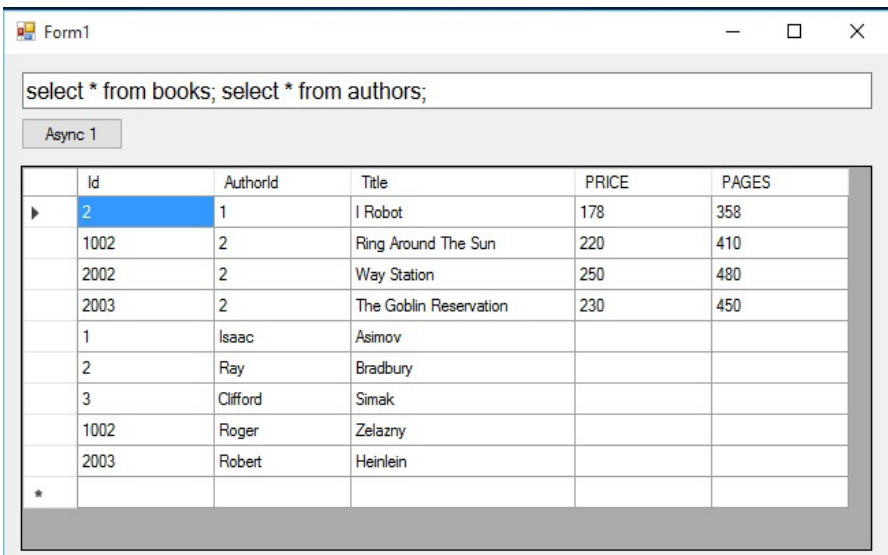 Form1
select * from books; select * from authors;
Async 1
Id AuthorId Title PRICE PAGES
2 1 I Robot 178 358
1002 2 Ring Around The Sun 220 410
2002 2 Way Station 250 480
2003 2 The Goblin Reservation 230 450
1 Isaac Asimov
2 Ray Bradbury
3 Clifford Simak
1002 Roger Zelazny
2003 Robert Heinlein